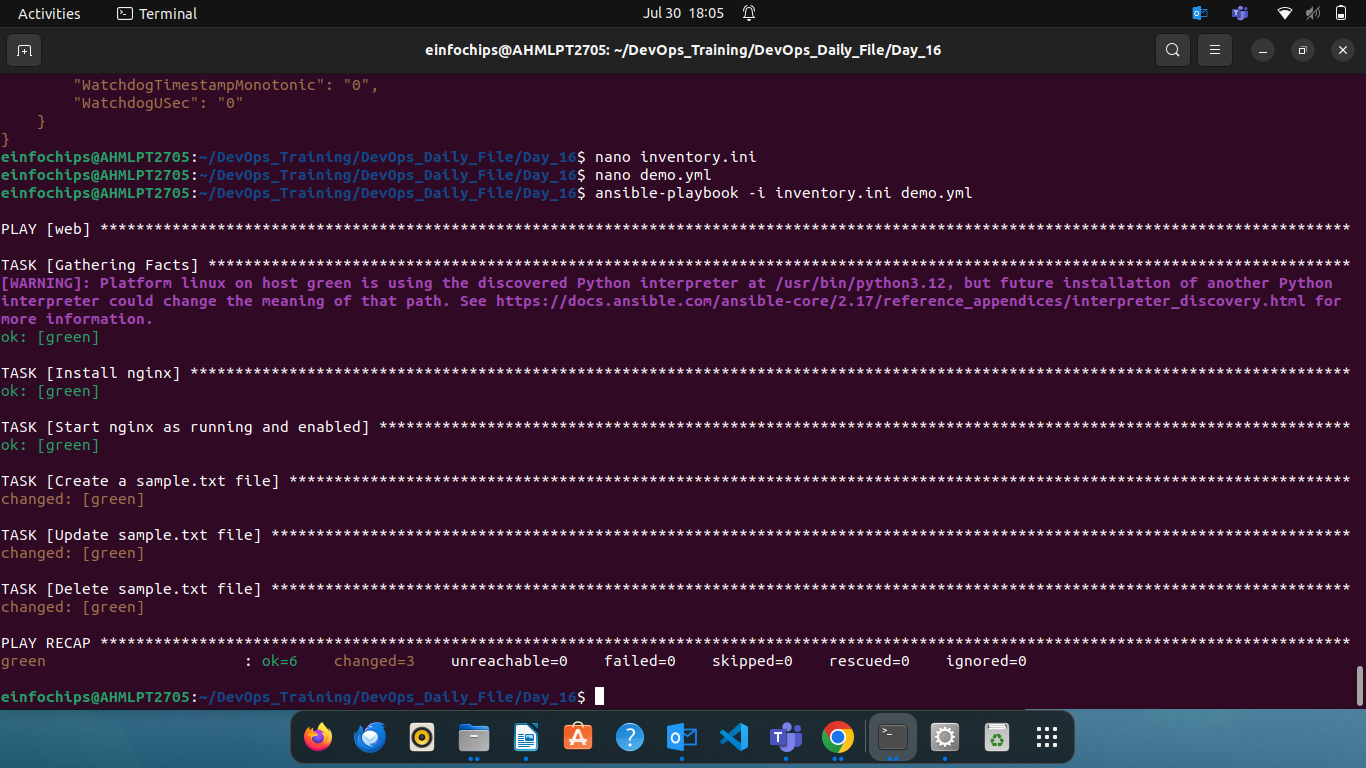 Activities
Terminal
Jul 30 18:05
einfochips@AHMLPT2705: ~/DevOps_Training/DevOps_Daily_File/Day_16
        "WatchdogTimestampMonotonic": "0",
        "WatchdogUSec": "0"
    }
}
einfochips@AHMLPT2705:~/DevOps_Training/DevOps_Daily_File/Day_16$ nano inventory.ini
einfochips@AHMLPT2705:~/DevOps_Training/DevOps_Daily_File/Day_16$ nano demo.yml
einfochips@AHMLPT2705:~/DevOps_Training/DevOps_Daily_File/Day_16$ ansible-playbook -i inventory.ini demo.yml
PLAY [web] *******************************************************************************************************************************************
TASK [Gathering Facts] *******************************************************************************************************************************
[WARNING]: Platform linux on host green is using the discovered Python interpreter at /usr/bin/python3.12, but future installation of another Python
interpreter could change the meaning of that path. See https://docs.ansible.com/ansible-core/2.17/reference_appendices/interpreter_discovery.html for
more information.
ok: [green]
TASK [Install nginx] *********************************************************************************************************************************
ok: [green]
TASK [Start nginx as running and enabled] ************************************************************************************************************
ok: [green]
TASK [Create a sample.txt file] **********************************************************************************************************************
changed: [green]
TASK [Update sample.txt file] ************************************************************************************************************************
changed: [green]
TASK [Delete sample.txt file] ************************************************************************************************************************
changed: [green]
PLAY RECAP *******************************************************************************************************************************************
green                      : ok=6    changed=3    unreachable=0    failed=0    skipped=0    rescued=0    ignored=0
einfochips@AHMLPT2705:~/DevOps_Training/DevOps_Daily_File/Day_16$